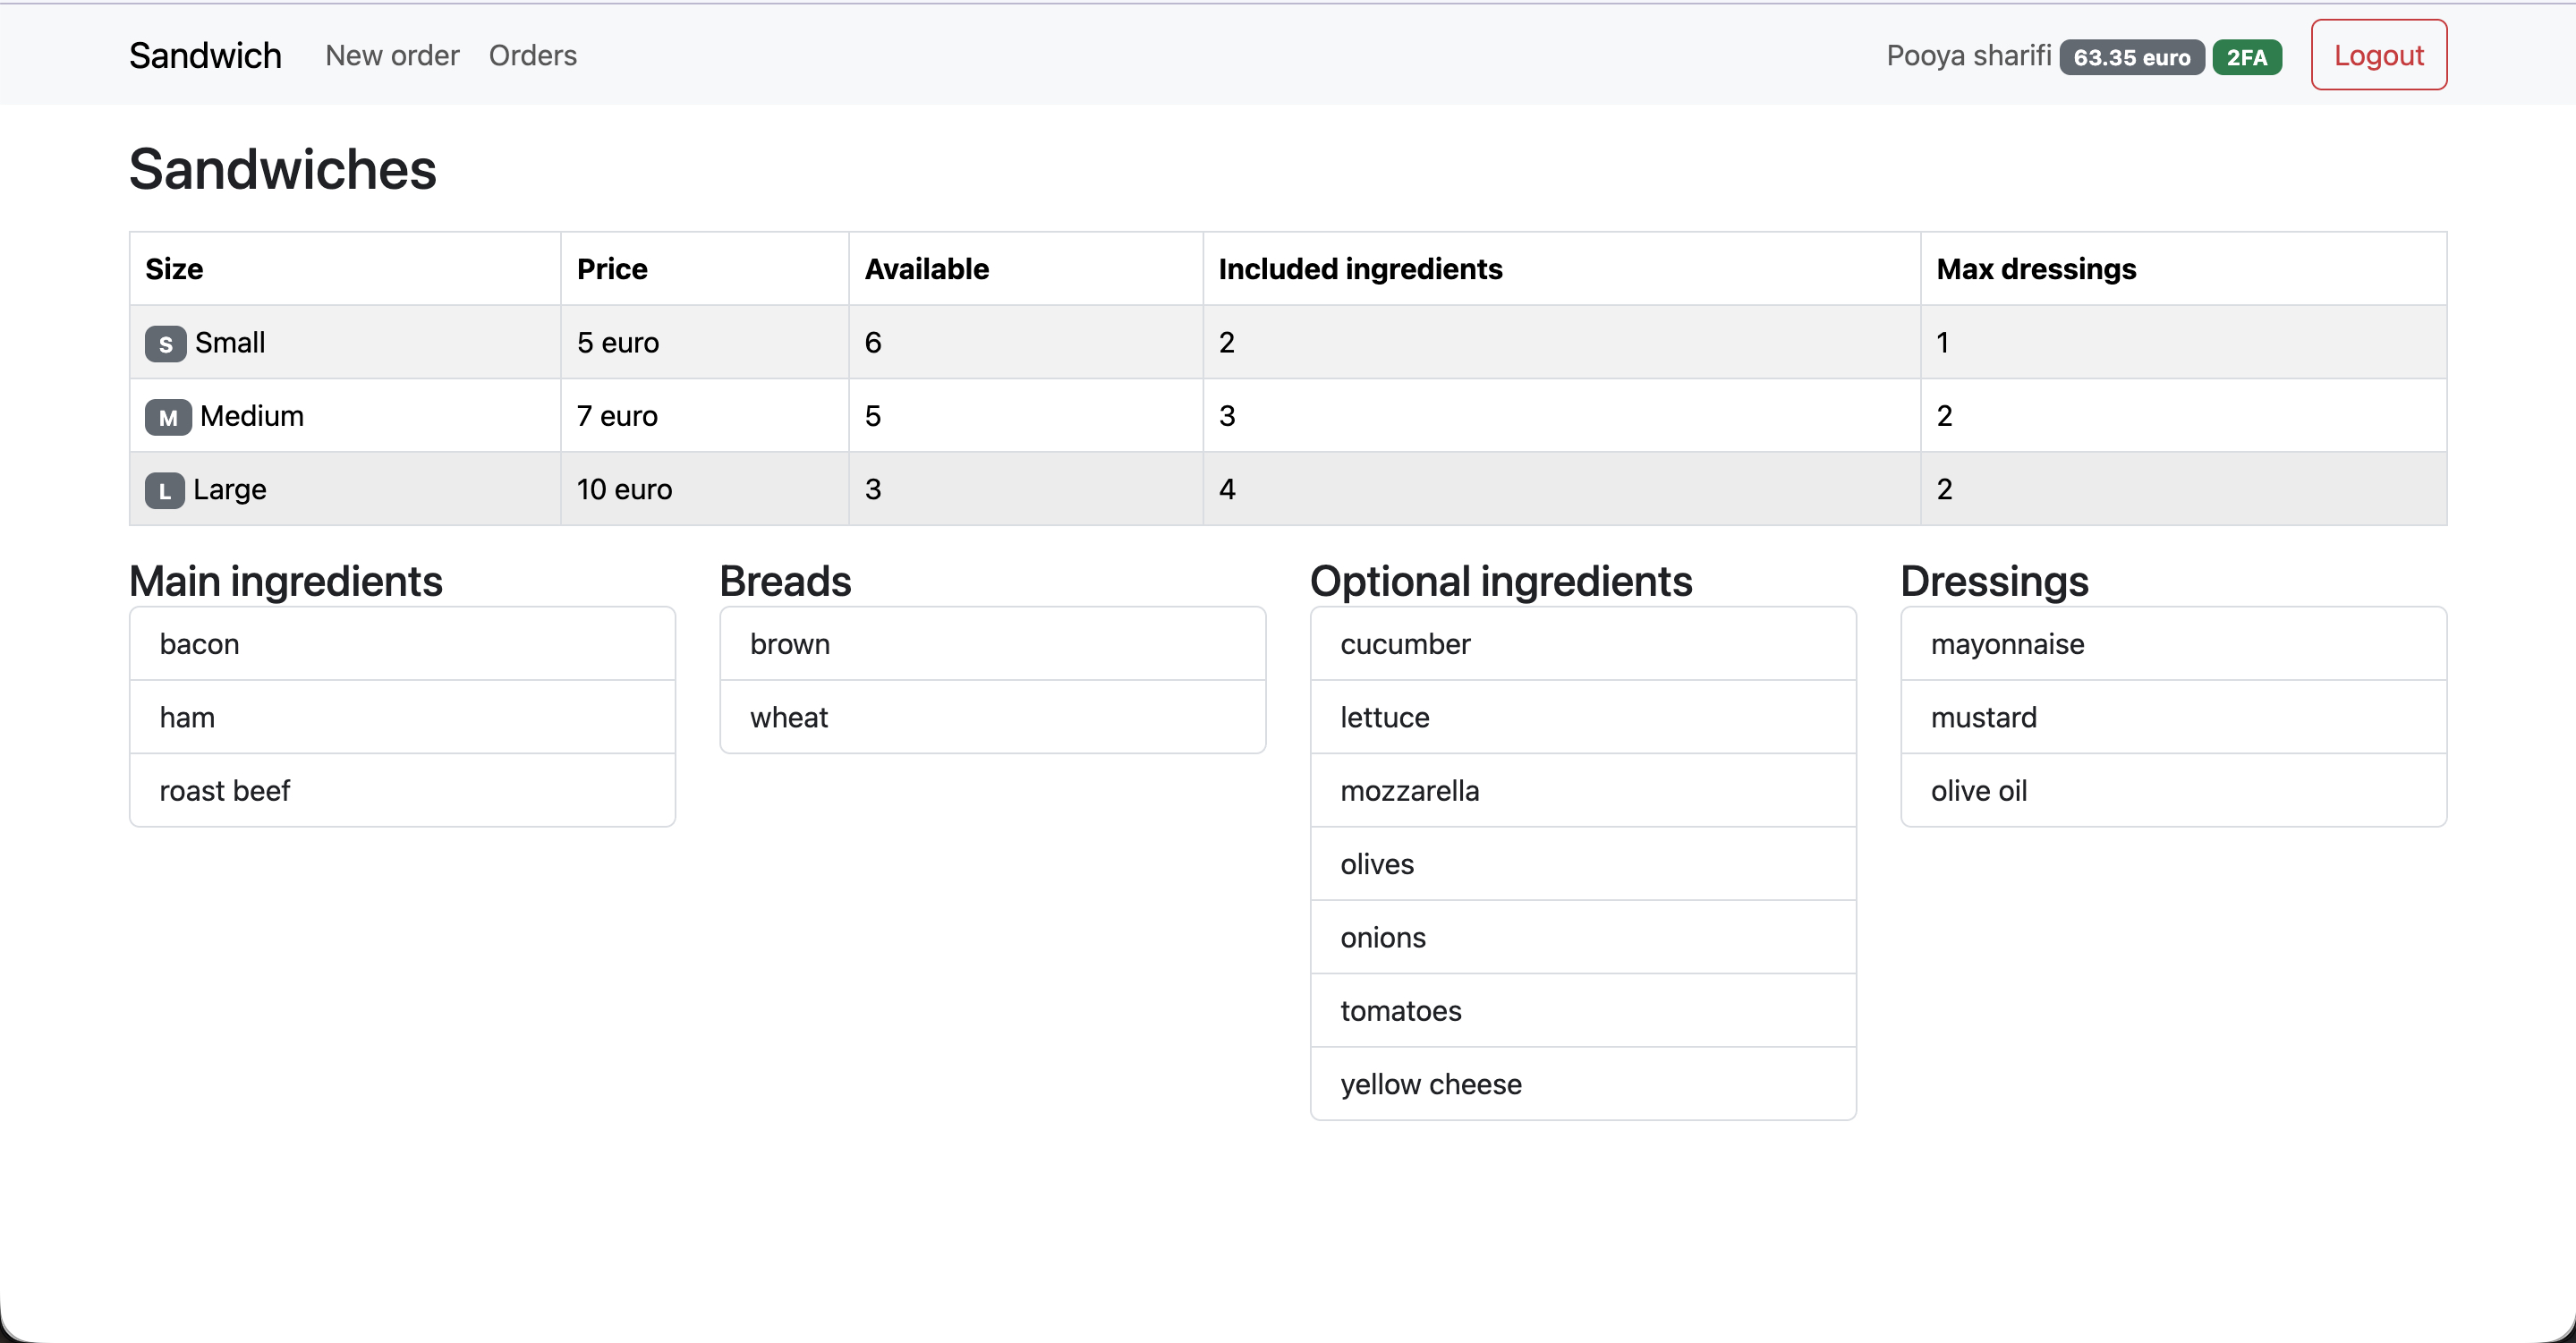 Sandwich New order Orders Pooya sharifi 63.35 euro 2FA Logout
Sandwiches
Size Price Available Included ingredients Max dressings
S Small 5 euro 6 2 1
M Medium 7 euro 5 3 2
L Large 10 euro 3 4 2
Main ingredients
bacon
ham
roast beef
Breads
brown
wheat
Optional ingredients
cucumber
lettuce
mozzarella
olives
onions
tomatoes
yellow cheese
Dressings
mayonnaise
mustard
olive oil